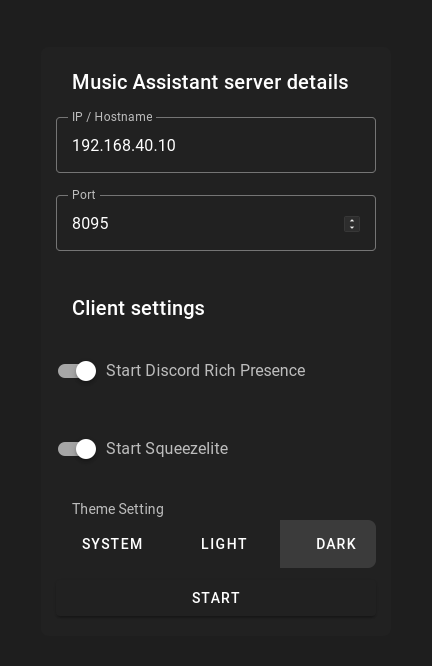 Music Assistant server details
IP / Hostname
192.168.40.10
Port
8095
Client settings
Start Discord Rich Presence
Start Squeezelite
Theme Setting
SYSTEM LIGHT DARK
START